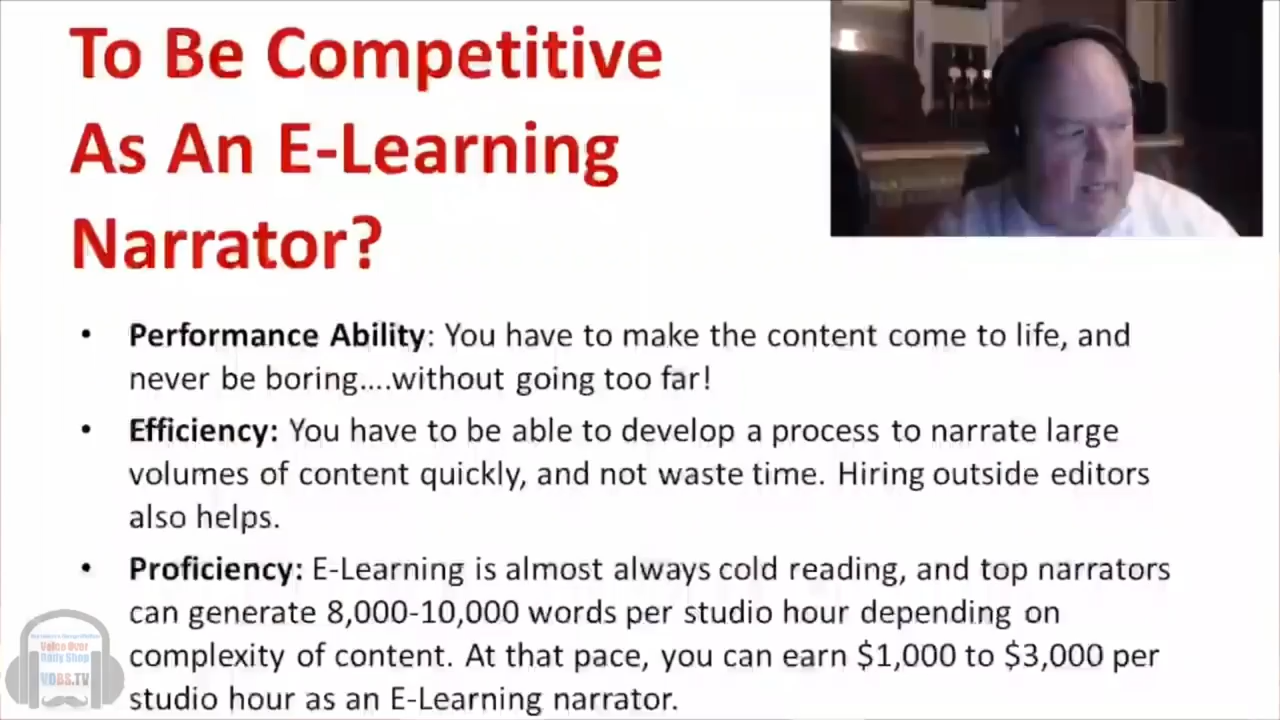 To Be Competitive
As An E-Learning
Narrator?
• Performance Ability: You have to make the content come to life, and
never be boring....without going too far!
• Efficiency: You have to be able to develop a process to narrate large
volumes of content quickly, and not waste time. Hiring outside editors
also helps.
• Proficiency: E-Learning is almost always cold reading, and top narrators
can generate 8,000-10,000 words per studio hour depending on
complexity of content. At that pace, you can earn $1,000 to $3,000 per
studio hour as an E-Learning narrator.
Voice Over
Body Shop
VOBS.TV